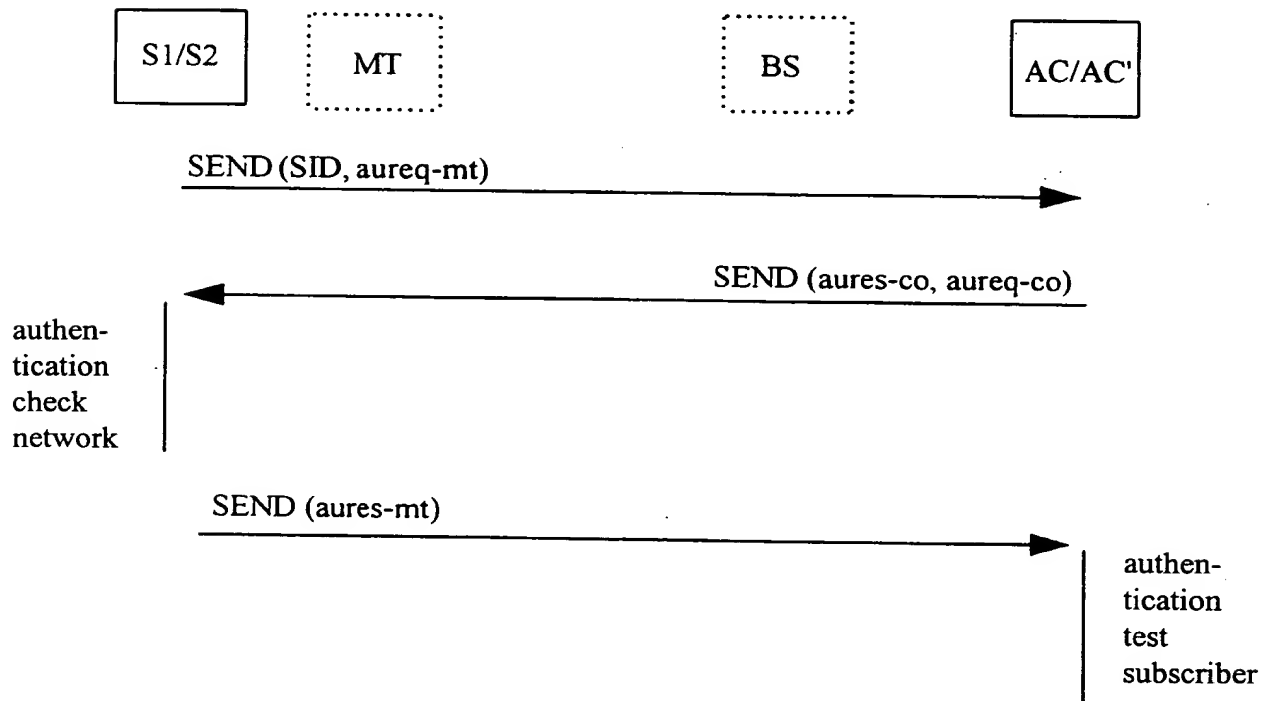 S1/S2
MT
BS
AC/AC'
SEND (SID, aureq-mt)
SEND (aures-co, aureq-co)
authen-
tication
check
network
SEND (aures-mt)
authen-
tication
test
subscriber